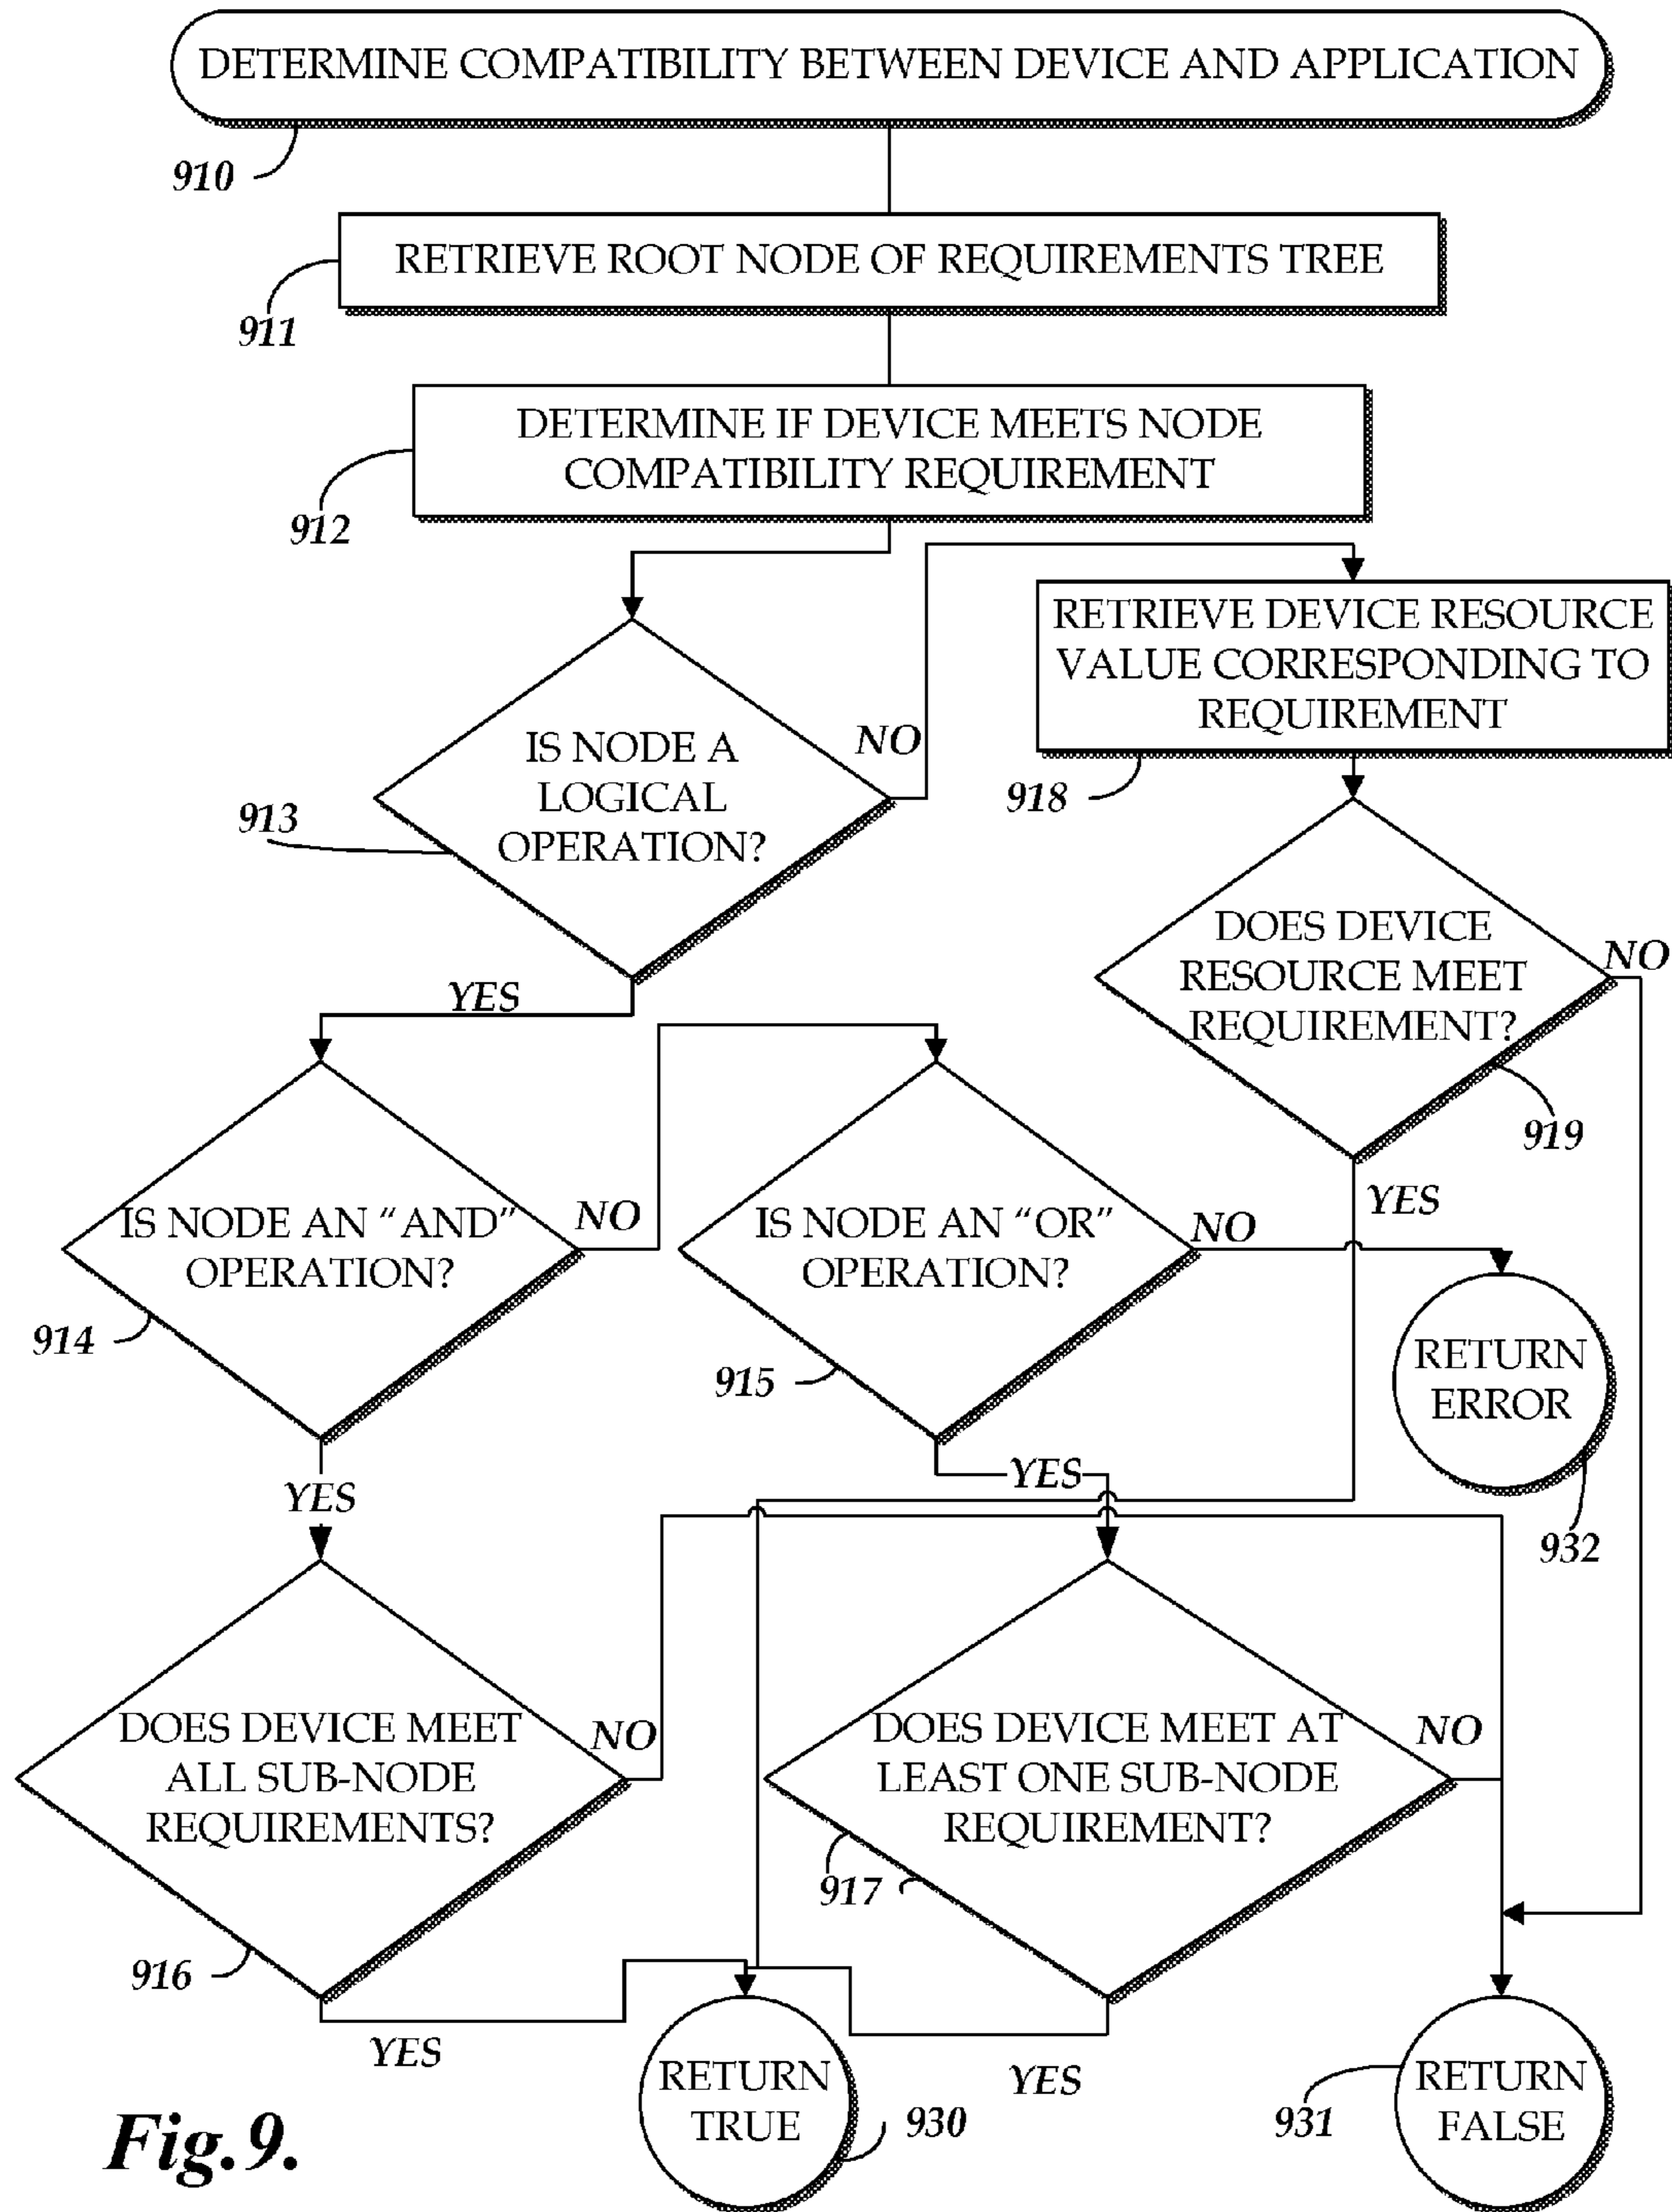 DETERMINE COMPATIBILITY BETWEEN DEVICE AND APPLICATION
910
RETRIEVE ROOT NODE OF REQUIREMENTS TREE
911
DETERMINE IF DEVICE MEETS NODE
COMPATIBILITY REQUIREMENT
912
RETRIEVE DEVICE RESOURCE
VALUE CORRESPONDING TO
REQUIREMENT
918
IS NODE A
LOGICAL
OPERATION?
NO
913
YES
DOES DEVICE
RESOURCE MEET
REQUIREMENT?
NO
919
YES
IS NODE AN “AND”
OPERATION?
NO
914
YES
IS NODE AN “OR”
OPERATION?
NO
915
YES
RETURN
ERROR
932
DOES DEVICE MEET
ALL SUB-NODE
REQUIREMENTS?
NO
916
YES
DOES DEVICE MEET AT
LEAST ONE SUB-NODE
REQUIREMENT?
NO
917
YES
RETURN
TRUE
930
RETURN
FALSE
931
Fig.9.